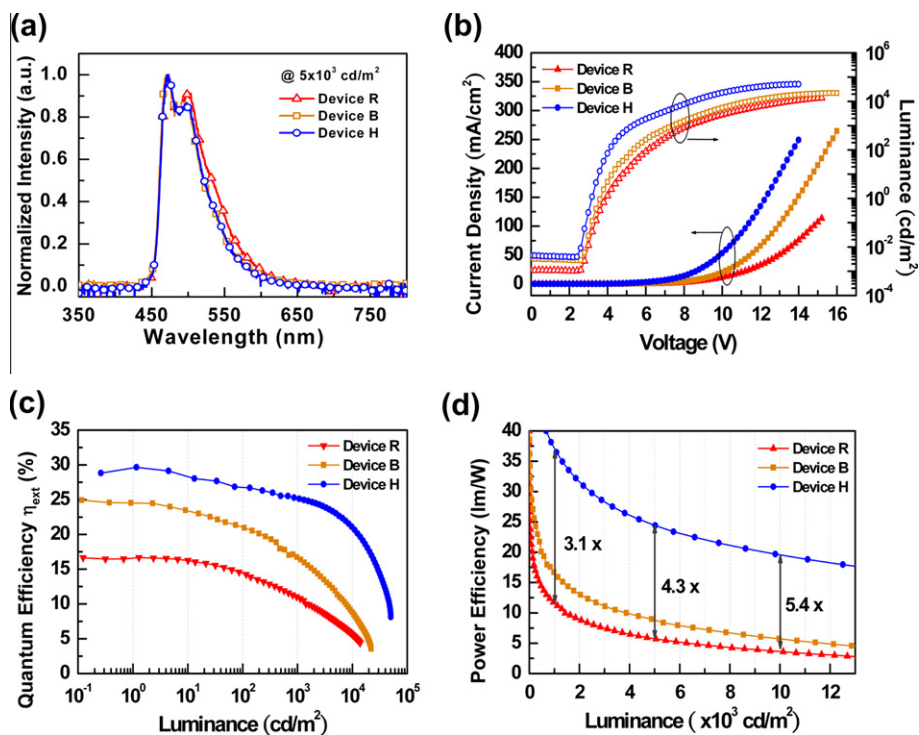 (a)
Normalized Intensity (a.u.)
1.0
0.8
0.6
0.4
0.2
0.0
@ 5x10³ cd/m²
Device R
Device B
Device H
350 450 550 650 750
Wavelength (nm)
(b)
Current Density (mA/cm²)
400
350
300
250
200
150
100
50
0
Device R
Device B
Device H
10⁶
10⁴
10²
10⁰
10⁻²
10⁻⁴
Luminance (cd/m²)
0 2 4 6 8 10 12 14 16
Voltage (V)
(c)
Quantum Efficiency ηext (%)
35
30
25
20
15
10
5
0
Device R
Device B
Device H
10⁻¹ 10⁰ 10¹ 10² 10³ 10⁴ 10⁵
Luminance (cd/m²)
(d)
Power Efficiency (lm/W)
40
35
30
25
20
15
10
5
0
Device R
Device B
Device H
3.1 x
4.3 x
5.4 x
0 2 4 6 8 10 12
Luminance ( x10³ cd/m²)